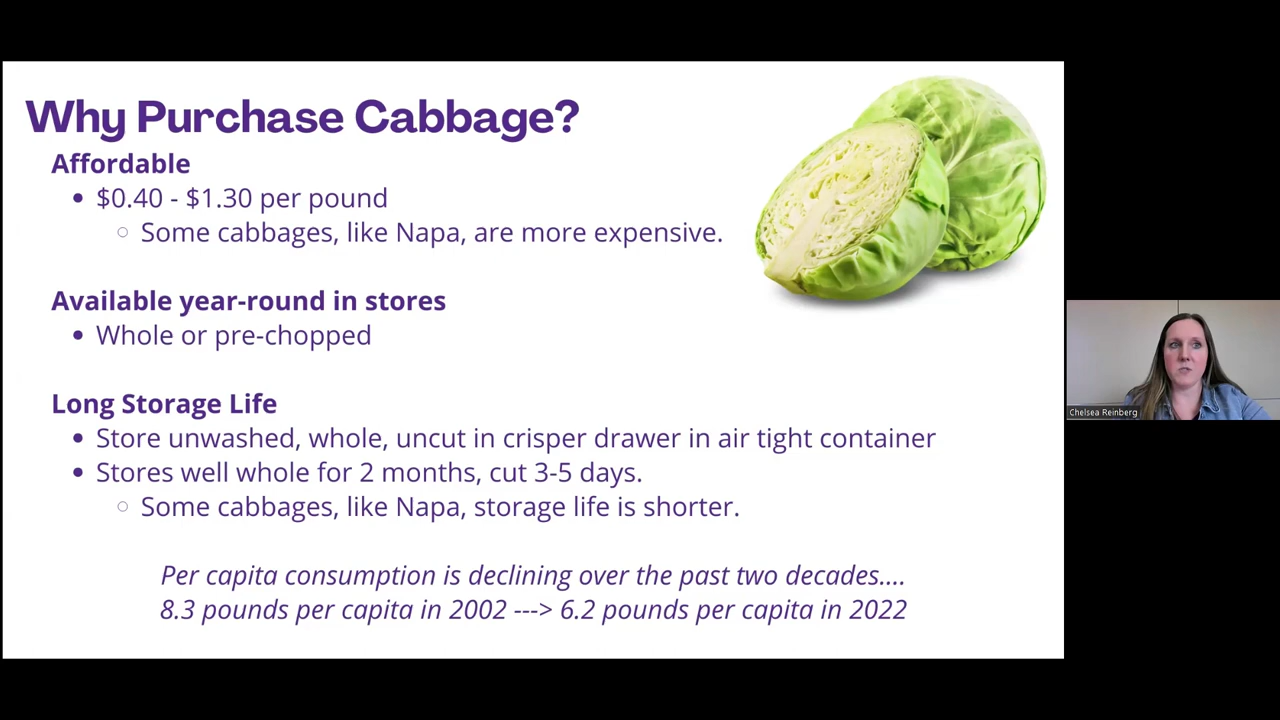 Why Purchase Cabbage?
Affordable
• $0.40 - $1.30 per pound
○ Some cabbages, like Napa, are more expensive.
Available year-round in stores
• Whole or pre-chopped
Long Storage Life
• Store unwashed, whole, uncut in crisper drawer in air tight container
• Stores well whole for 2 months, cut 3-5 days.
○ Some cabbages, like Napa, storage life is shorter.
Per capita consumption is declining over the past two decades....
8.3 pounds per capita in 2002 ---> 6.2 pounds per capita in 2022
Chelsea Reinberg